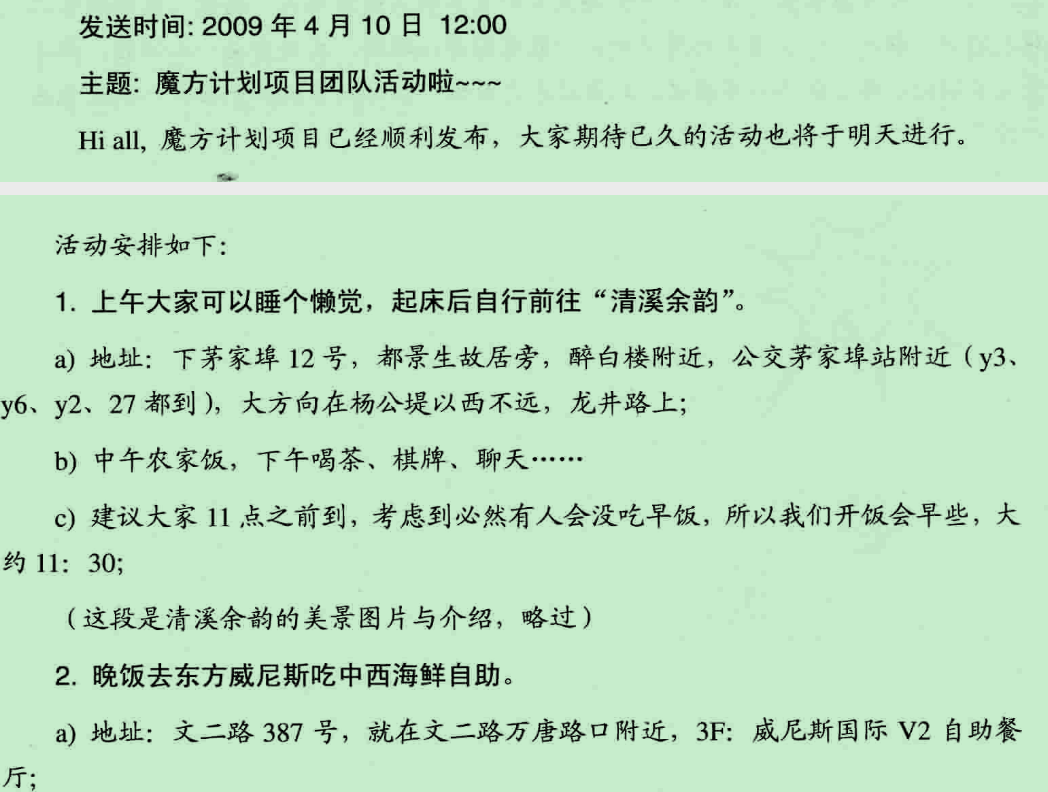 发送时间: 2009 年 4 月 10 日 12:00
主题: 魔方计划项目团队活动啦~~~
Hi all, 魔方计划项目已经顺利发布，大家期待已久的活动也将于明天进行。
活动安排如下：
1. 上午大家可以睡个懒觉，起床后自行前往“清溪余韵”。
a) 地址：下茅家埠 12 号，都景生故居旁，醉白楼附近，公交茅家埠站附近（y3、
y6、y2、27 都到），大方向在杨公堤以西不远，龙井路上；
b) 中午农家饭，下午喝茶、棋牌、聊天……
c) 建议大家 11 点之前到，考虑到必然有人会没吃早饭，所以我们开饭会早些，大
约 11：30;
（这段是清溪余韵的美景图片与介绍，略过）
2. 晚饭去东方威尼斯吃中西海鲜自助。
a) 地址：文二路 387 号，就在文二路万唐路口附近，3F：威尼斯国际 V2 自助餐
厅；